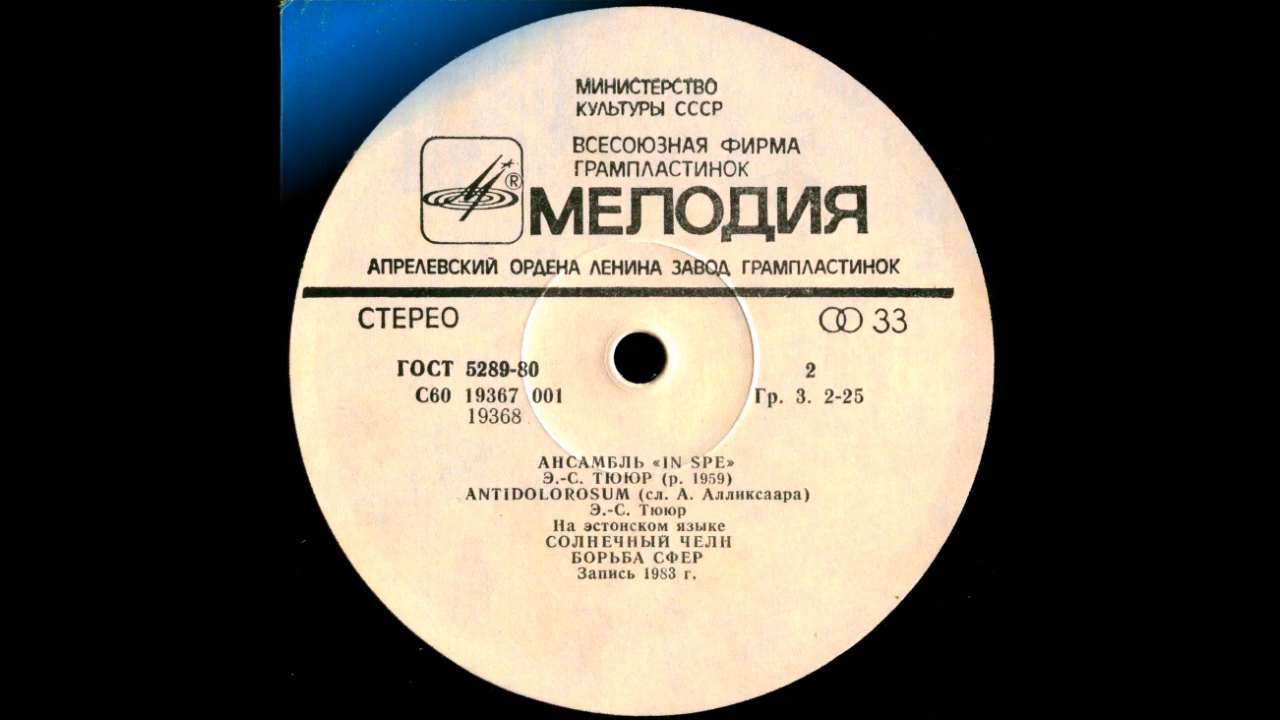 МИНИСТЕРСТВО
КУЛЬТУРЫ СССР
ВСЕСОЮЗНАЯ ФИРМА
ГРАМПЛАСТИНОК
®
МЕЛОДИЯ
АПРЕЛЕВСКИЙ ОРДЕНА ЛЕНИНА ЗАВОД ГРАМПЛАСТИНОК
СТЕРЕО 33
ГОСТ 5289-80 2
С60 19367 001 Гр. 3. 2-25
19368
АНСАМБЛЬ «IN SPE»
Э.-С. ТЮЮР (р. 1959)
ANTIDOLOROSUM (сл. А. Алликсаара)
Э.-С. Тююр
На эстонском языке
СОЛНЕЧНЫЙ ЧЕЛН
БОРЬБА СФЕР
Запись 1983 г.